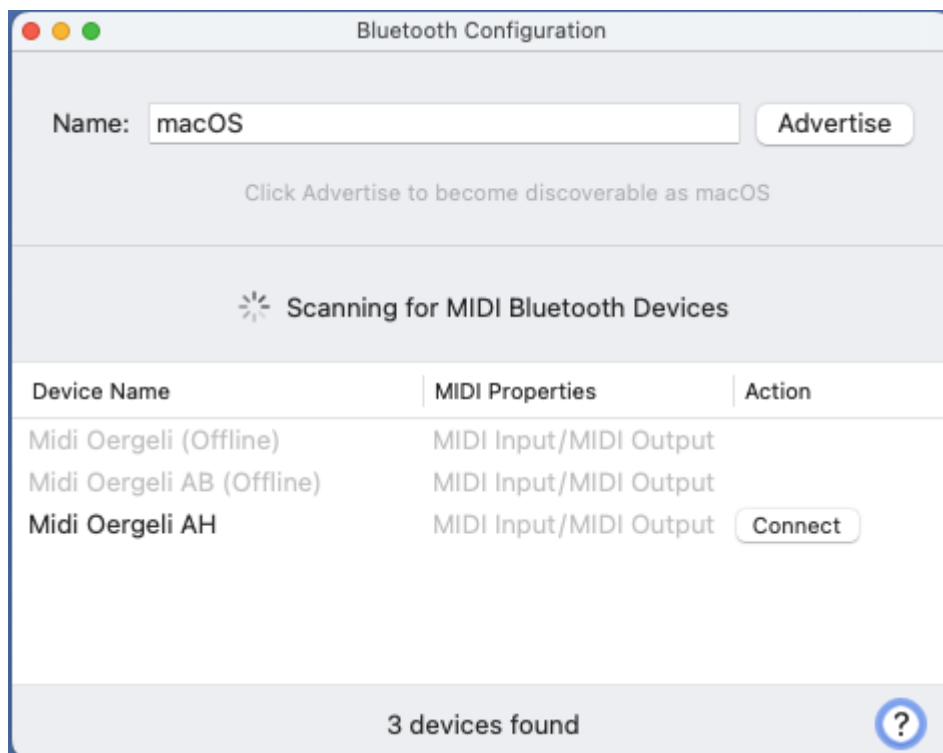 Bluetooth Configuration
Name: macOS Advertise
Click Advertise to become discoverable as macOS
Scanning for MIDI Bluetooth Devices
Device Name MIDI Properties Action
Midi Oergeli (Offline) MIDI Input/MIDI Output
Midi Oergeli AB (Offline) MIDI Input/MIDI Output
Midi Oergeli AH MIDI Input/MIDI Output Connect
3 devices found ?